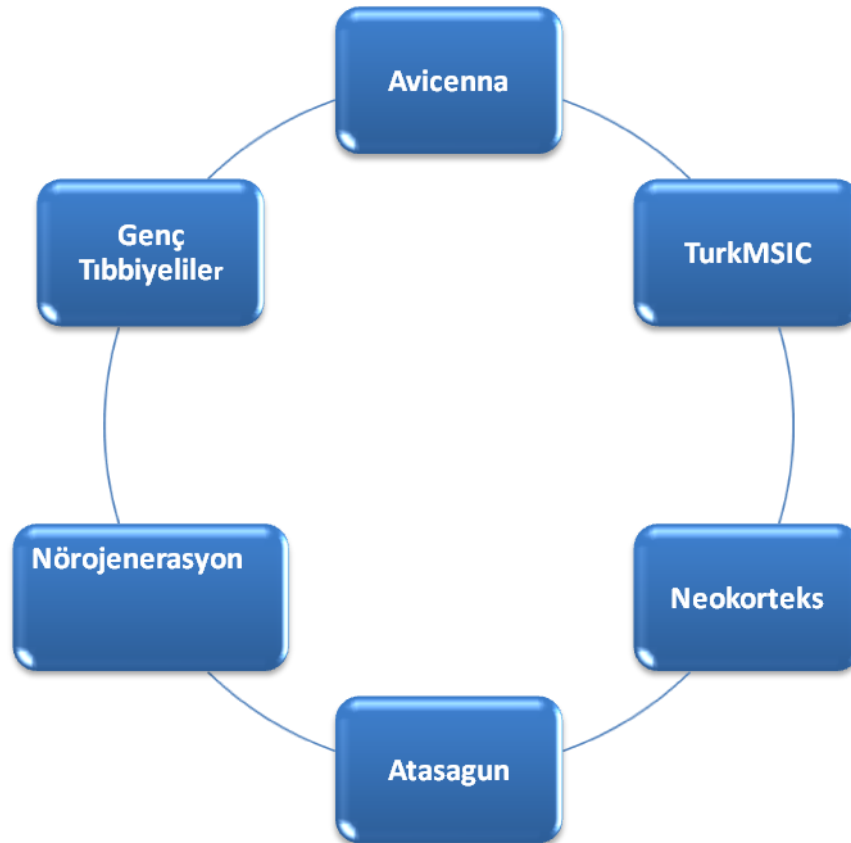 Avicenna
TurkMSIC
Neokorteks
Atasagun
Nörojenerasyon
Genç
Tıbbiyeliler